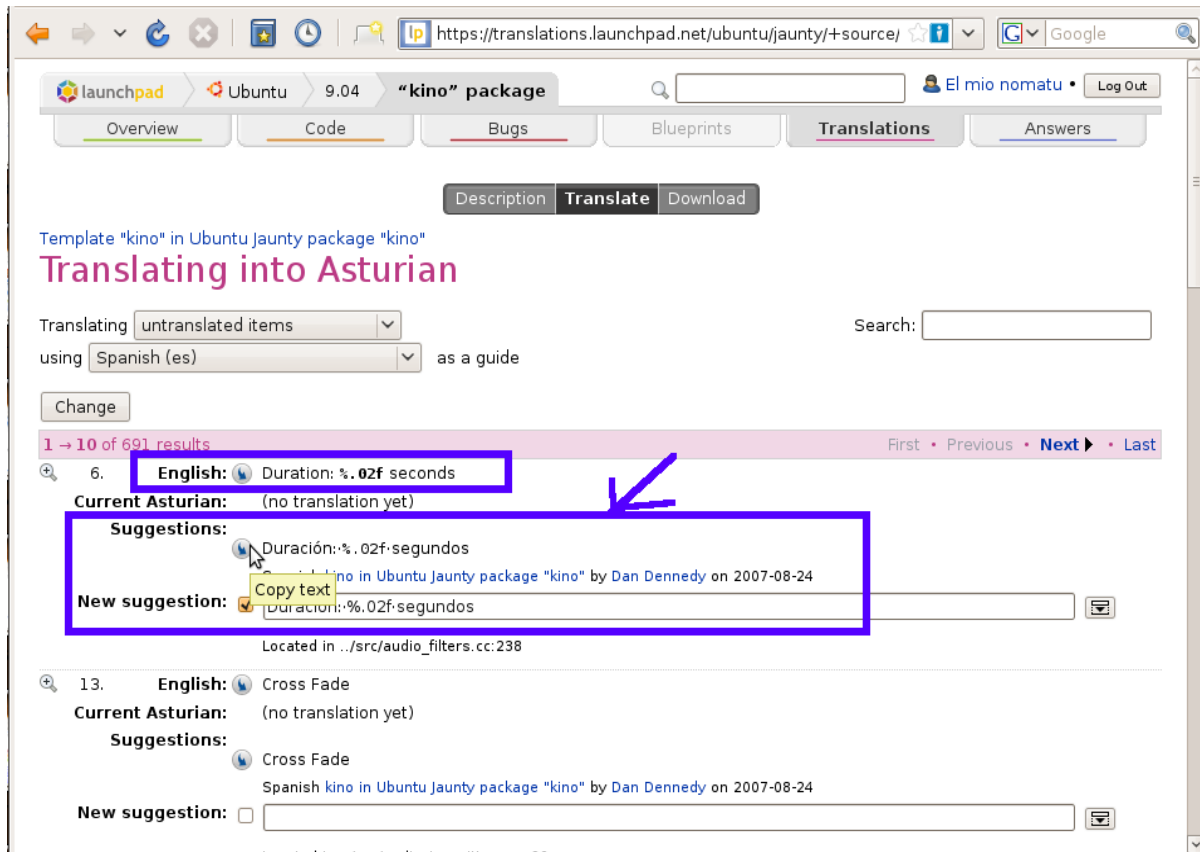 https://translations.launchpad.net/ubuntu/jaunty/+source/ Google
launchpad Ubuntu 9.04 “kino” package El mio nomatu • Log Out
Overview Code Bugs Blueprints Translations Answers
Description Translate Download
Template "kino" in Ubuntu Jaunty package "kino"
Translating into Asturian
Translating untranslated items Search:
using Spanish (es) as a guide
Change
1 → 10 of 691 results First • Previous • Next • Last
6. English: Duration: %.02f seconds
Current Asturian: (no translation yet)
Suggestions:
Duración:·%.02f·segundos
kino in Ubuntu Jaunty package "kino" by Dan Dennedy on 2007-08-24
Copy text
New suggestion: Duración:·%.02f·segundos
Located in ../src/audio_filters.cc:238
13. English: Cross Fade
Current Asturian: (no translation yet)
Suggestions:
Cross Fade
Spanish kino in Ubuntu Jaunty package "kino" by Dan Dennedy on 2007-08-24
New suggestion: